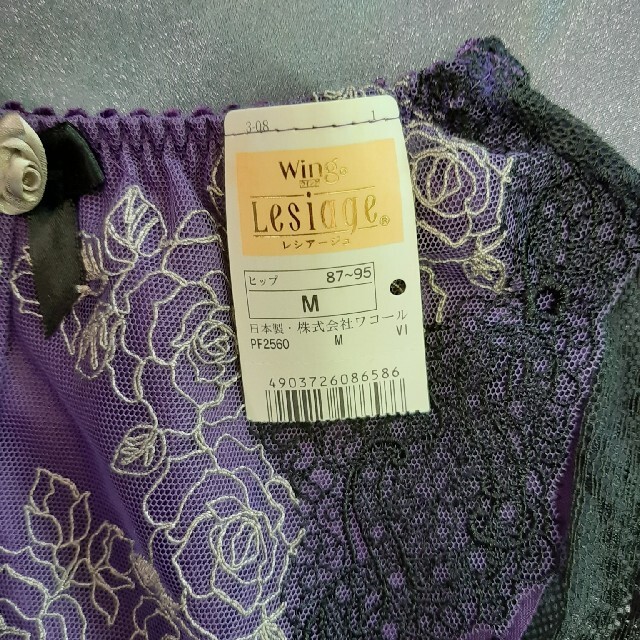 3-08 1
Wing®
Lesiage®
レシアージュ
ヒップ 87~95
M
日本製・株式会社ワコール
PF2560 M VI
4903726086586